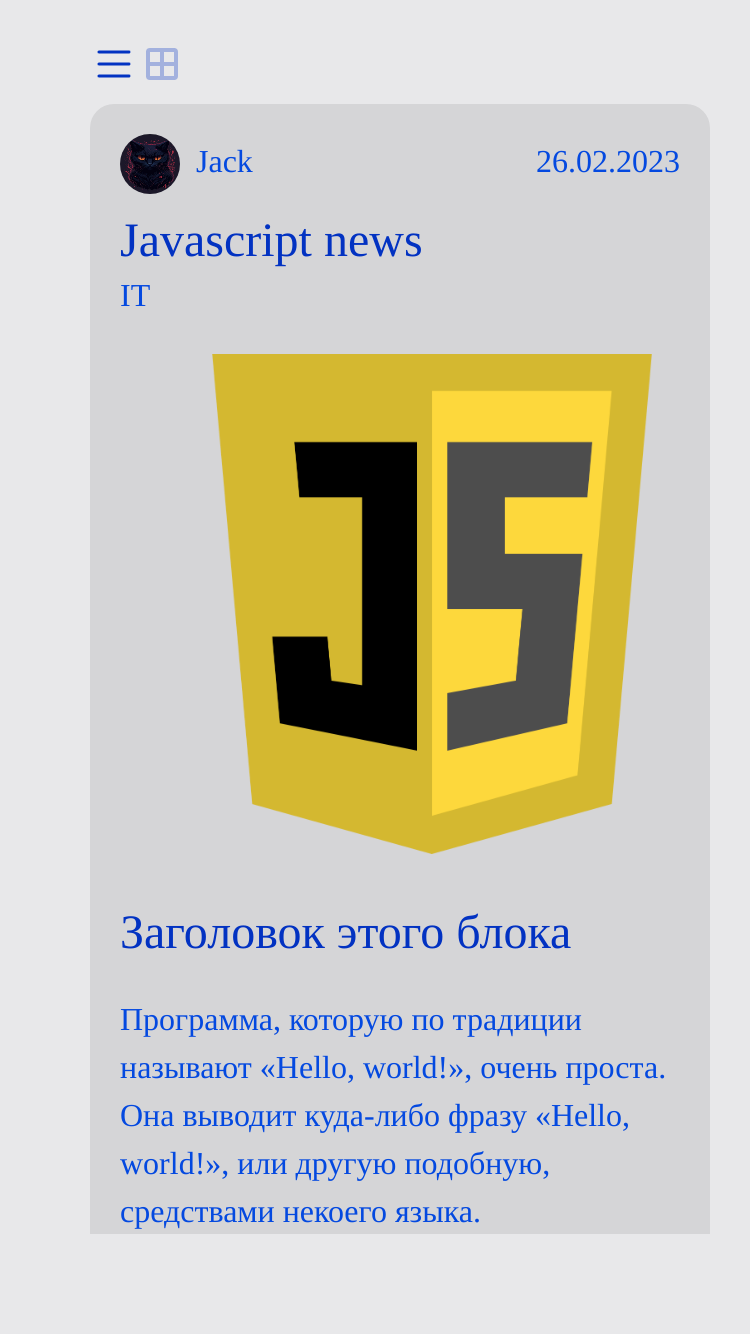 Jack 26.02.2023
Javascript news
IT
JS
Заголовок этого блока
Программа, которую по традиции
называют «Hello, world!», очень проста.
Она выводит куда-либо фразу «Hello,
world!», или другую подобную,
средствами некоего языка.